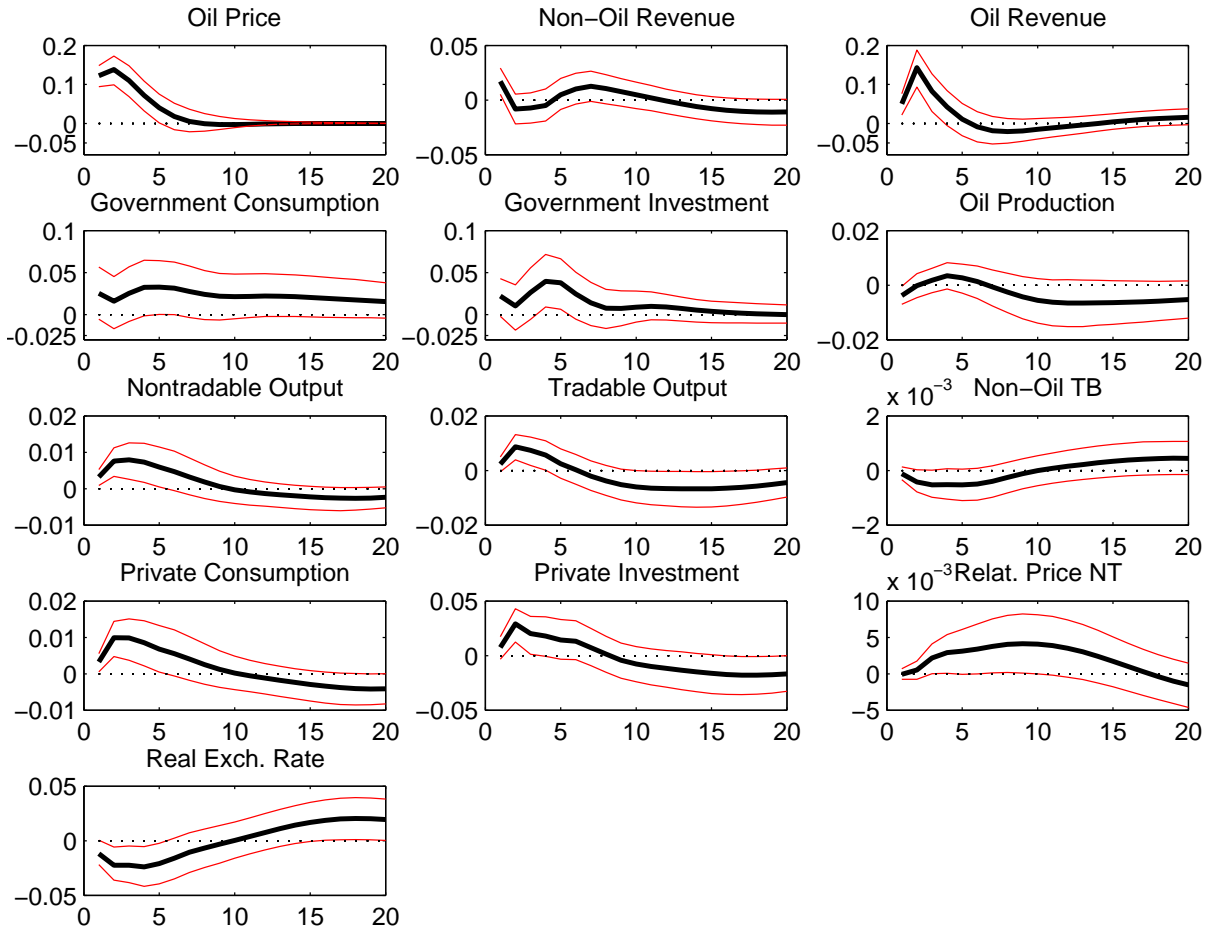 Oil Price
Non−Oil Revenue
Oil Revenue
0.2
0.1
0
−0.05
0 5 10 15 20
0.05
0
−0.05
0 5 10 15 20
0.2
0.1
0
−0.05
0 5 10 15 20
Government Consumption
Government Investment
Oil Production
0.1
0.05
0
-0.025
0 5 10 15 20
0.1
0.05
0
−0.025
0 5 10 15 20
0.02
0
−0.02
0 5 10 15 20
Nontradable Output
Tradable Output
x 10−3
Non−Oil TB
0.02
0.01
0
−0.01
0 5 10 15 20
0.02
0
−0.02
0 5 10 15 20
2
0
−2
0 5 10 15 20
Private Consumption
Private Investment
x 10−3
Relat. Price NT
0.02
0.01
0
−0.01
0 5 10 15 20
0.05
0
−0.05
0 5 10 15 20
10
5
0
−5
0 5 10 15 20
Real Exch. Rate
0.05
0
−0.05
0 5 10 15 20